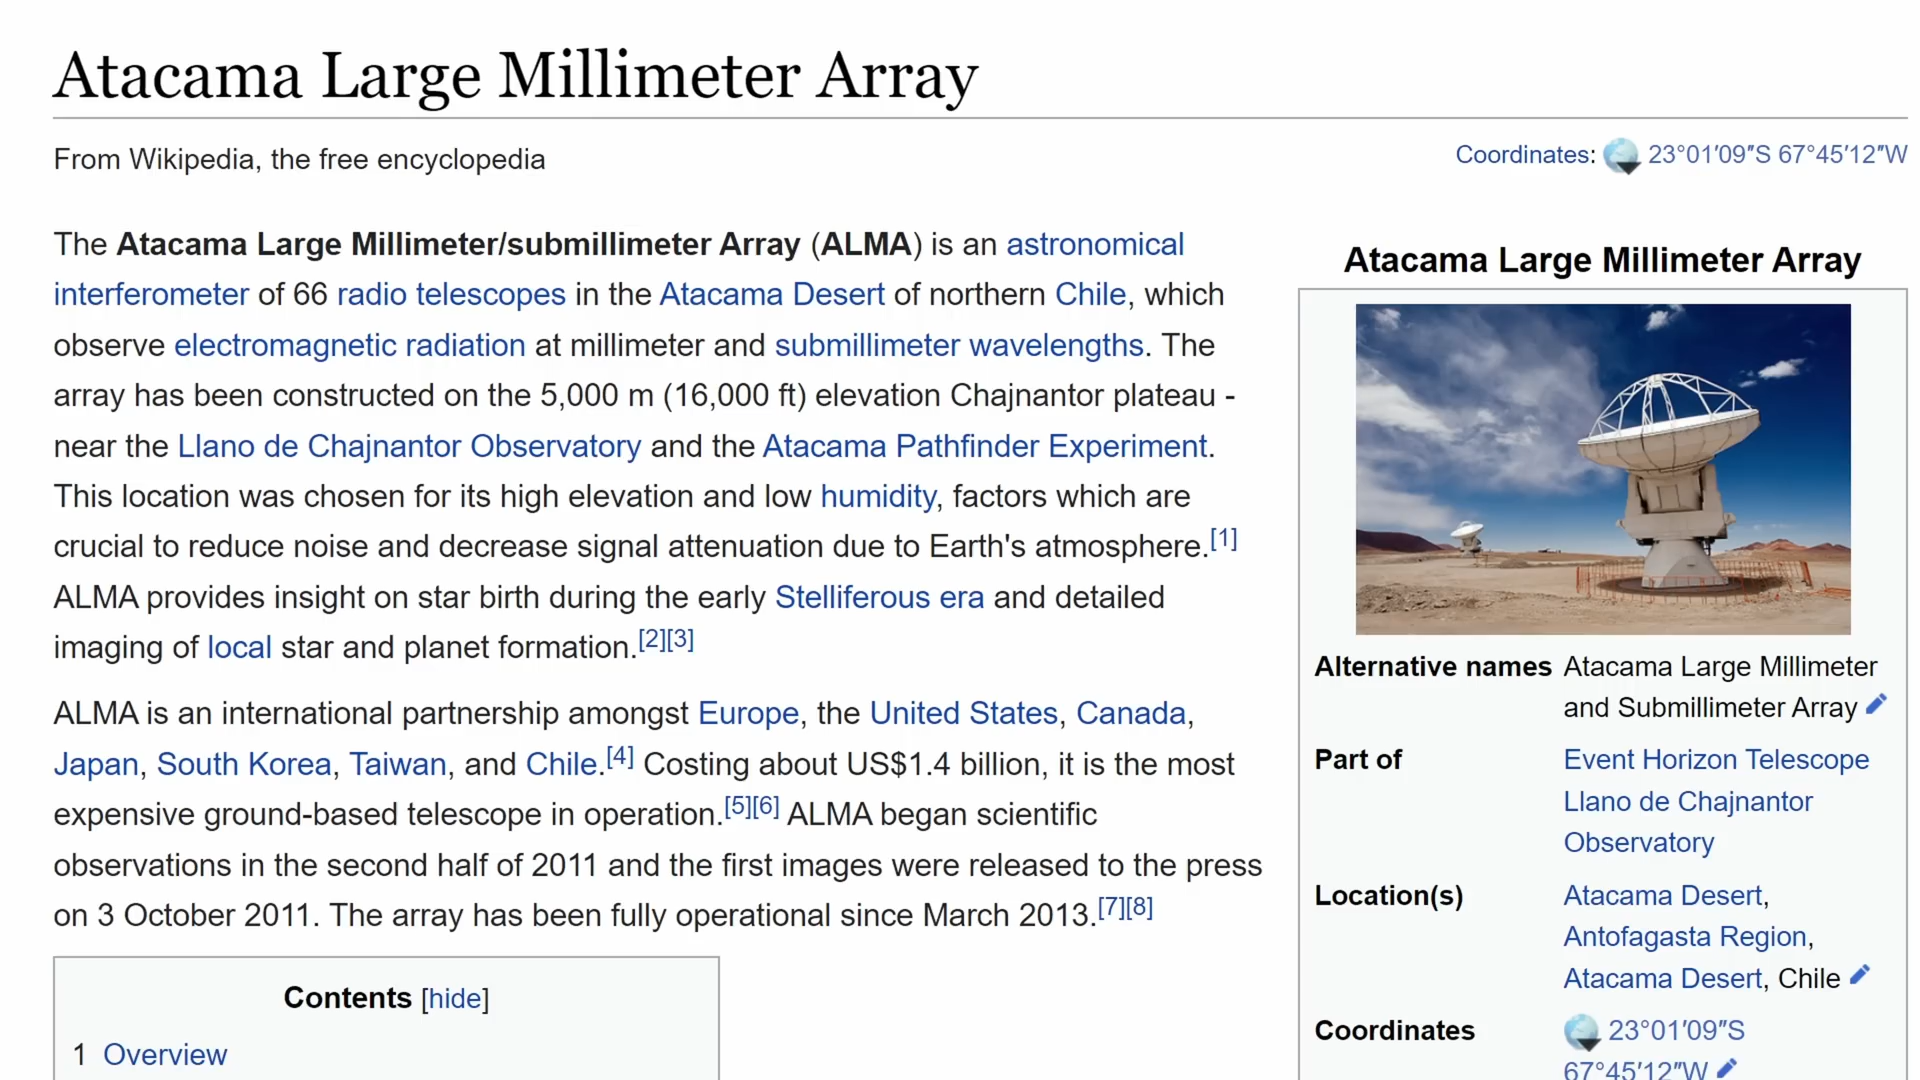 Atacama Large Millimeter Array
From Wikipedia, the free encyclopedia
Coordinates: 23°01′09″S 67°45′12″W
The Atacama Large Millimeter/submillimeter Array (ALMA) is an astronomical
interferometer of 66 radio telescopes in the Atacama Desert of northern Chile, which
observe electromagnetic radiation at millimeter and submillimeter wavelengths. The
array has been constructed on the 5,000 m (16,000 ft) elevation Chajnantor plateau -
near the Llano de Chajnantor Observatory and the Atacama Pathfinder Experiment.
This location was chosen for its high elevation and low humidity, factors which are
crucial to reduce noise and decrease signal attenuation due to Earth's atmosphere.[1]
ALMA provides insight on star birth during the early Stelliferous era and detailed
imaging of local star and planet formation.[2][3]
ALMA is an international partnership amongst Europe, the United States, Canada,
Japan, South Korea, Taiwan, and Chile.[4] Costing about US$1.4 billion, it is the most
expensive ground-based telescope in operation.[5][6] ALMA began scientific
observations in the second half of 2011 and the first images were released to the press
on 3 October 2011. The array has been fully operational since March 2013.[7][8]
Contents [hide]
1 Overview
Atacama Large Millimeter Array
Alternative names Atacama Large Millimeter
and Submillimeter Array
Part of Event Horizon Telescope
Llano de Chajnantor
Observatory
Location(s) Atacama Desert,
Antofagasta Region,
Atacama Desert, Chile
Coordinates 23°01′09″S
67°45′12″W